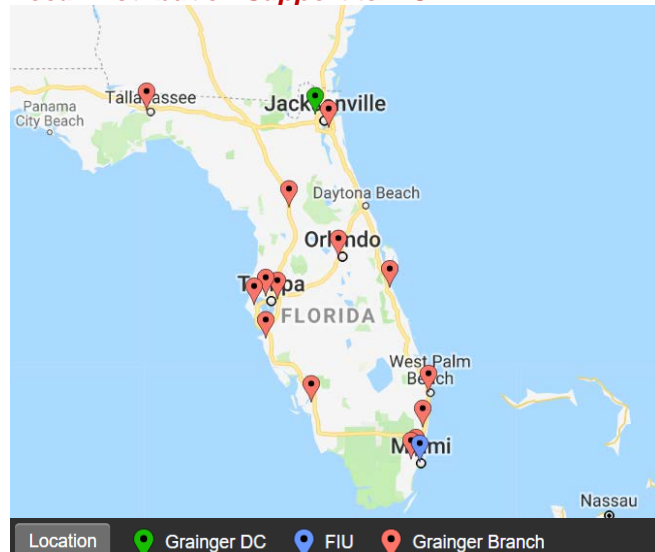 Tallahassee
Panama
City Beach
Jacksonville
Daytona Beach
Orlando
Tampa
FLORIDA
West Palm
Beach
Miami
Nassau
Location Grainger DC FIU Grainger Branch